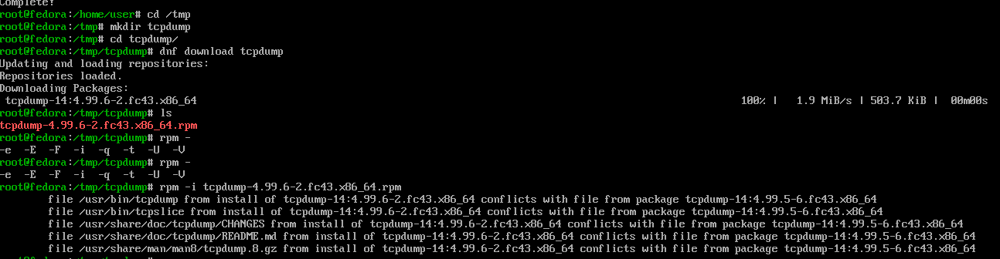 Complete!
root@fedora:/home/user# cd /tmp
root@fedora:/tmp# mkdir tcpdump
root@fedora:/tmp# cd tcpdump/
root@fedora:/tmp/tcpdump# dnf download tcpdump
Updating and loading repositories:
Repositories loaded.
Downloading Packages:
tcpdump-14:4.99.6-2.fc43.x86_64 100% | 1.9 MiB/s | 503.7 KiB | 00m00s
root@fedora:/tmp/tcpdump# ls
tcpdump-4.99.6-2.fc43.x86_64.rpm
root@fedora:/tmp/tcpdump# rpm -
-e -E -F -i -q -t -U -V
root@fedora:/tmp/tcpdump# rpm -
-e -E -F -i -q -t -U -V
root@fedora:/tmp/tcpdump# rpm -i tcpdump-4.99.6-2.fc43.x86_64.rpm
file /usr/bin/tcpdump from install of tcpdump-14:4.99.6-2.fc43.x86_64 conflicts with file from package tcpdump-14:4.99.5-6.fc43.x86_64
file /usr/bin/tcpslice from install of tcpdump-14:4.99.6-2.fc43.x86_64 conflicts with file from package tcpdump-14:4.99.5-6.fc43.x86_64
file /usr/share/doc/tcpdump/CHANGES from install of tcpdump-14:4.99.6-2.fc43.x86_64 conflicts with file from package tcpdump-14:4.99.5-6.fc43.x86_64
file /usr/share/doc/tcpdump/README.md from install of tcpdump-14:4.99.6-2.fc43.x86_64 conflicts with file from package tcpdump-14:4.99.5-6.fc43.x86_64
file /usr/share/man/man8/tcpdump.8.gz from install of tcpdump-14:4.99.6-2.fc43.x86_64 conflicts with file from package tcpdump-14:4.99.5-6.fc43.x86_64